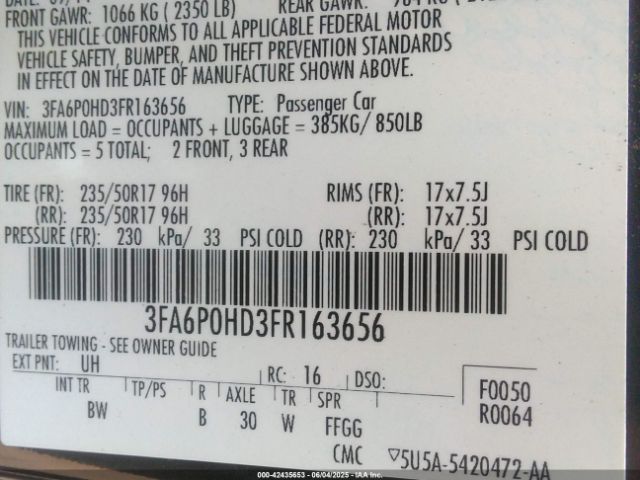 FRONT GAWR: 1066 KG ( 2350 LB) REAR GAWR:
THIS VEHICLE CONFORMS TO ALL APPLICABLE FEDERAL MOTOR
VEHICLE SAFETY, BUMPER, AND THEFT PREVENTION STANDARDS
IN EFFECT ON THE DATE OF MANUFACTURE SHOWN ABOVE.
VIN: 3FA6P0HD3FR163656 TYPE: Passenger Car
MAXIMUM LOAD = OCCUPANTS + LUGGAGE = 385KG/ 850LB
OCCUPANTS = 5 TOTAL; 2 FRONT, 3 REAR
TIRE (FR): 235/50R17 96H RIMS (FR): 17x7.5J
(RR): 235/50R17 96H (RR): 17x7.5J
PRESSURE (FR): 230 kPa/ 33 PSI COLD (RR): 230 kPa/ 33 PSI COLD
3FA6P0HD3FR163656
TRAILER TOWING - SEE OWNER GUIDE
EXT PNT: UH RC: 16 DSO:
INT TR TP/PS R AXLE TR SPR F0050
BW B 30 W FFGG R0064
CMC ▽5U5A-5420472-AA
000-42435653 - 06/04/2025 - IAA Inc.